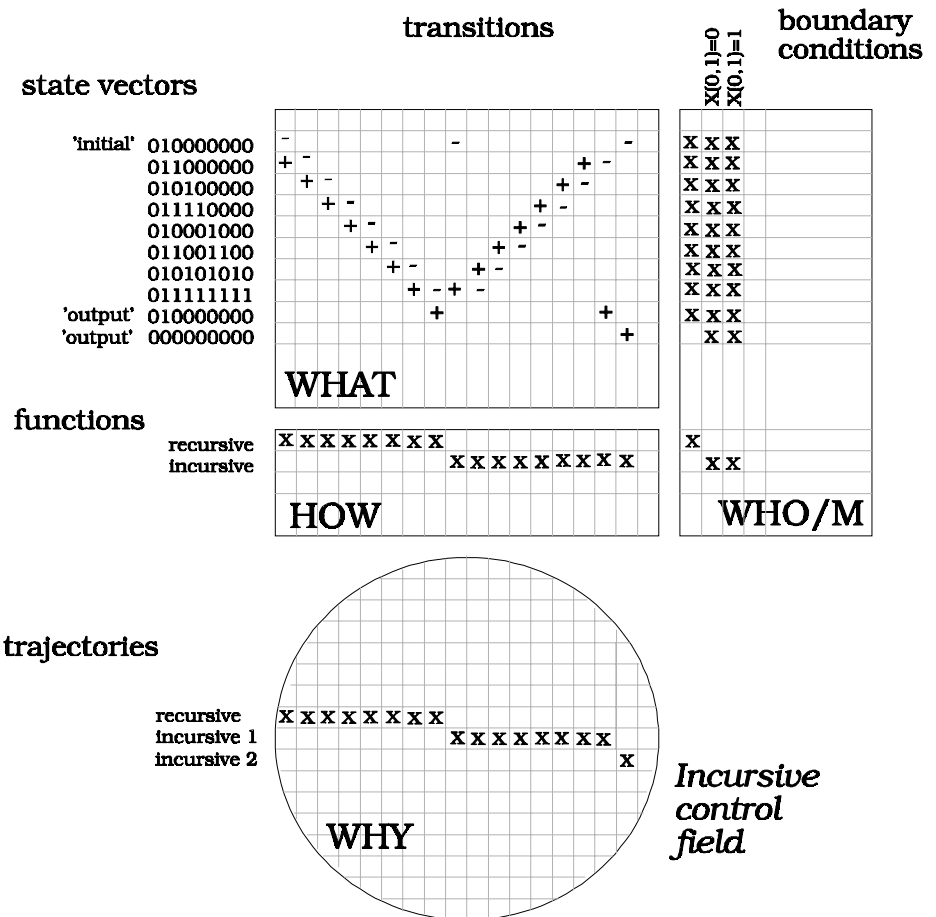 transitions
boundary
conditions
X(0,1)=0
X(0,1)=1
state vectors
'initial' 010000000 - - - x x x
011000000 + - + - x x x
010100000 + - + - x x x
011110000 + - + - x x x
010001000 + - + - x x x
011001100 + - + - x x x
010101010 + - + - x x x
011111111 + - + - x x x
'output' 010000000 + + x x x
'output' 000000000 + x x
WHAT
functions
recursive x x x x x x x x x
incursive x x x x x x x x x x x
HOW
WHO/M
trajectories
recursive x x x x x x x x
incursive 1 x x x x x x x x
incursive 2 x
Incursive
control
field
WHY